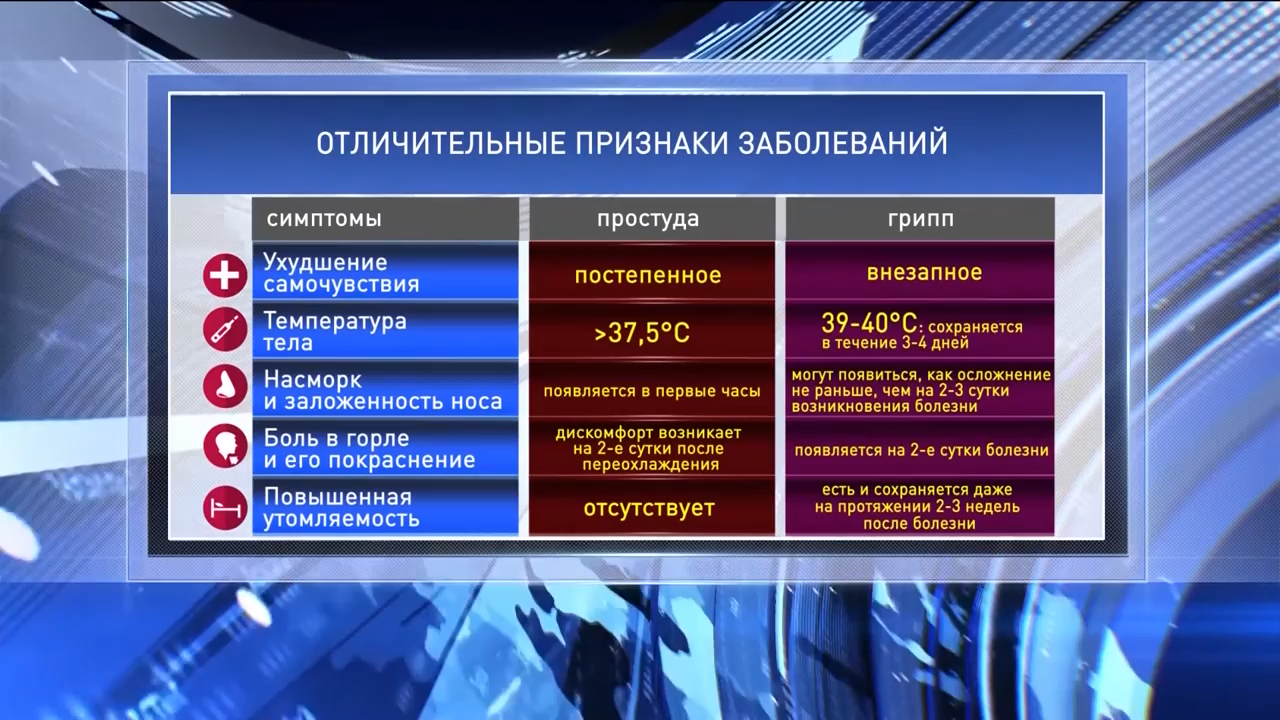 ОТЛИЧИТЕЛЬНЫЕ ПРИЗНАКИ ЗАБОЛЕВАНИЙ
симптомы
простуда
грипп
Ухудшение
самочувствия
постепенное
внезапное
Температура
тела
>37,5°C
39-40°C: сохраняется
в течение 3-4 дней
Насморк
и заложенность носа
появляется в первые часы
могут появиться, как осложнение
не раньше, чем на 2-3 сутки
возникновения болезни
Боль в горле
и его покраснение
дискомфорт возникает
на 2-е сутки после
переохлаждения
появляется на 2-е сутки болезни
Повышенная
утомляемость
отсутствует
есть и сохраняется даже
на протяжении 2-3 недель
после болезни